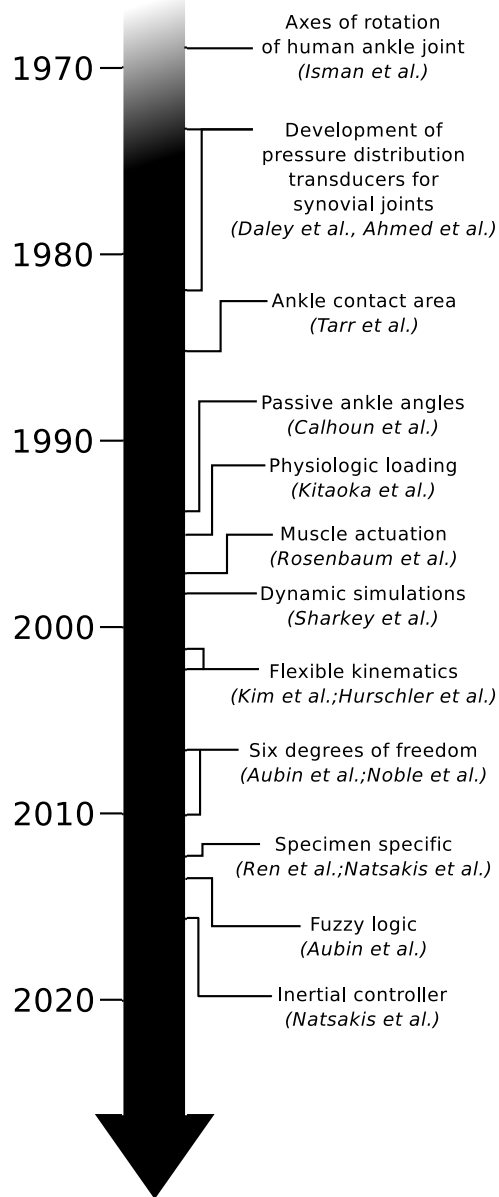 Axes of rotation
of human ankle joint
(Isman et al.)
1970
Development of
pressure distribution
transducers for
synovial joints
(Daley et al., Ahmed et al.)
1980
Ankle contact area
(Tarr et al.)
Passive ankle angles
(Calhoun et al.)
1990
Physiologic loading
(Kitaoka et al.)
Muscle actuation
(Rosenbaum et al.)
Dynamic simulations
(Sharkey et al.)
2000
Flexible kinematics
(Kim et al.;Hurschler et al.)
Six degrees of freedom
(Aubin et al.;Noble et al.)
2010
Specimen specific
(Ren et al.;Natsakis et al.)
Fuzzy logic
(Aubin et al.)
2020
Inertial controller
(Natsakis et al.)